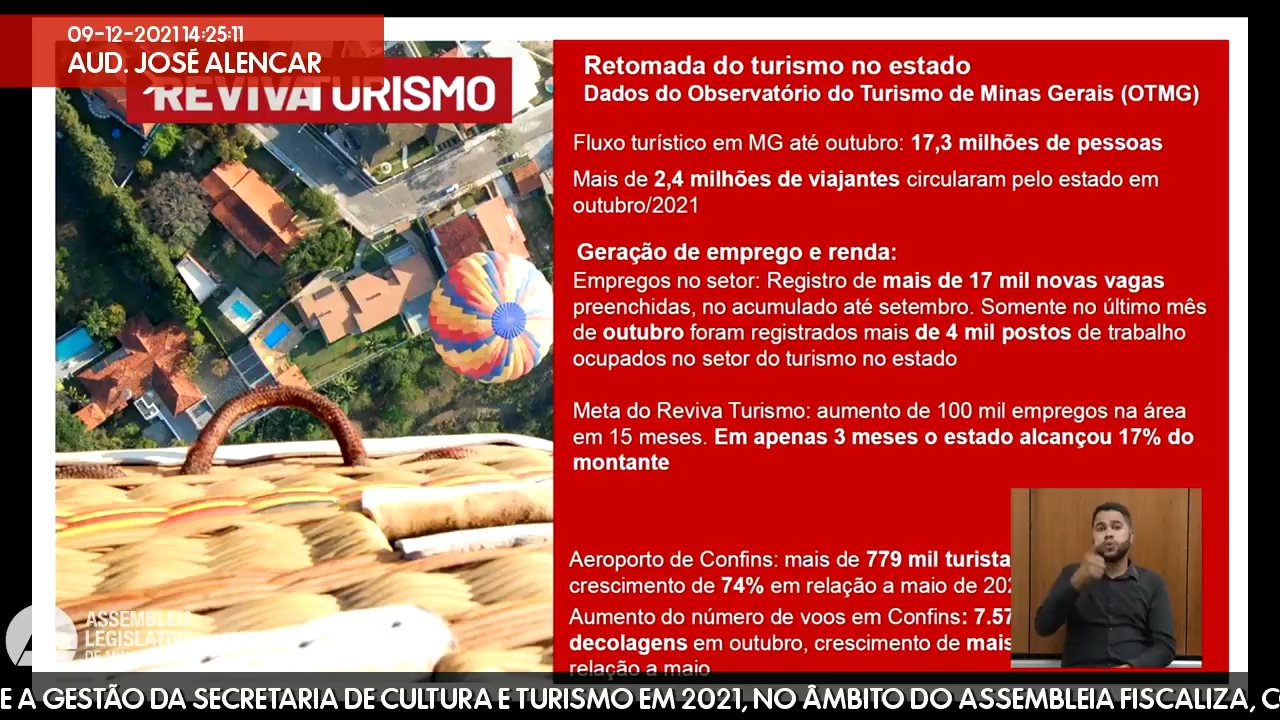 09-12-2021 14:25:11
AUD. JOSÉ ALENCAR
REVIVATURISMO
Retomada do turismo no estado
Dados do Observatório do Turismo de Minas Gerais (OTMG)
Fluxo turístico em MG até outubro: 17,3 milhões de pessoas
Mais de 2,4 milhões de viajantes circularam pelo estado em
outubro/2021
Geração de emprego e renda:
Empregos no setor: Registro de mais de 17 mil novas vagas
preenchidas, no acumulado até setembro. Somente no último mês
de outubro foram registrados mais de 4 mil postos de trabalho
ocupados no setor do turismo no estado
Meta do Reviva Turismo: aumento de 100 mil empregos na área
em 15 meses. Em apenas 3 meses o estado alcançou 17% do
montante
Aeroporto de Confins: mais de 779 mil
crescimento de 74% em relação a maio de
Aumento do número de voos em Confins:
decolagens em outubro, crescimento de mais
relação a maio
ASSEMBLEIA
LEGISLATIVA
E A GESTÃO DA SECRETARIA DE CULTURA E TURISMO EM 2021, NO ÂMBITO DO ASSEMBLEIA FISCALIZA, C